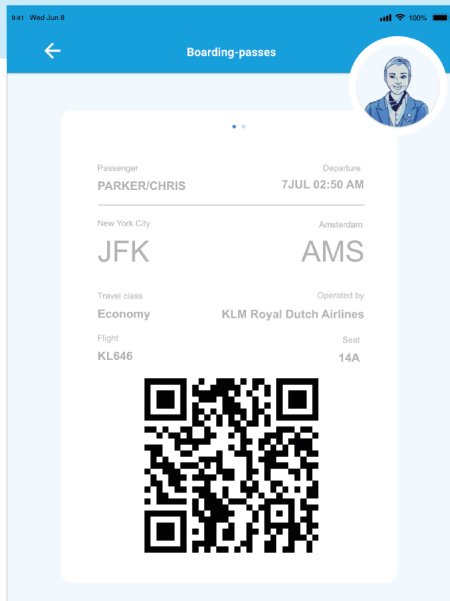 9:41 Wed Jun 8 100%
Boarding-passes
Passenger Departure
PARKER/CHRIS 7JUL 02:50 AM
New York City Amsterdam
JFK AMS
Travel class Operated by
Economy KLM Royal Dutch Airlines
Flight Seat
KL646 14A